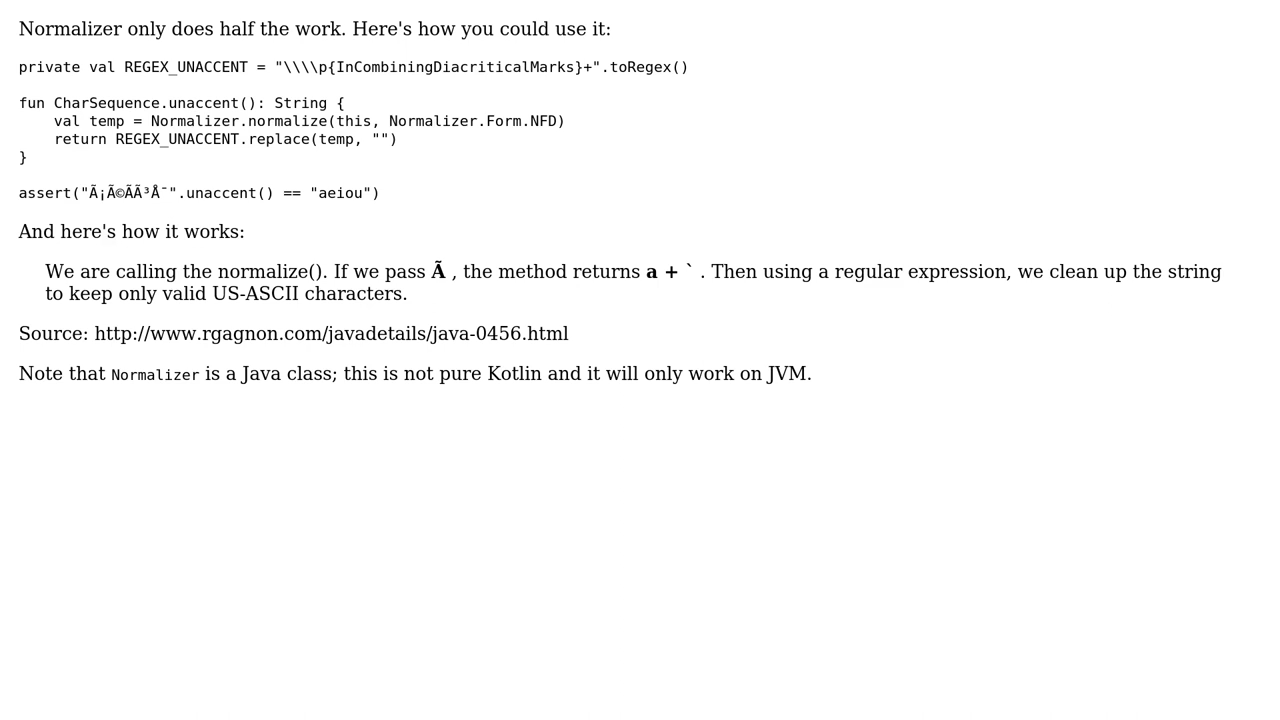 Normalizer only does half the work. Here's how you could use it:
private val REGEX_UNACCENT = "\\\\p{InCombiningDiacriticalMarks}+".toRegex()
fun CharSequence.unaccent(): String {
    val temp = Normalizer.normalize(this, Normalizer.Form.NFD)
    return REGEX_UNACCENT.replace(temp, "")
}
assert("Ã¡Ã©ÃÃ³Å¯".unaccent() == "aeiou")
And here's how it works:
We are calling the normalize(). If we pass Ã , the method returns a + ` . Then using a regular expression, we clean up the string
to keep only valid US-ASCII characters.
Source: http://www.rgagnon.com/javadetails/java-0456.html
Note that Normalizer is a Java class; this is not pure Kotlin and it will only work on JVM.